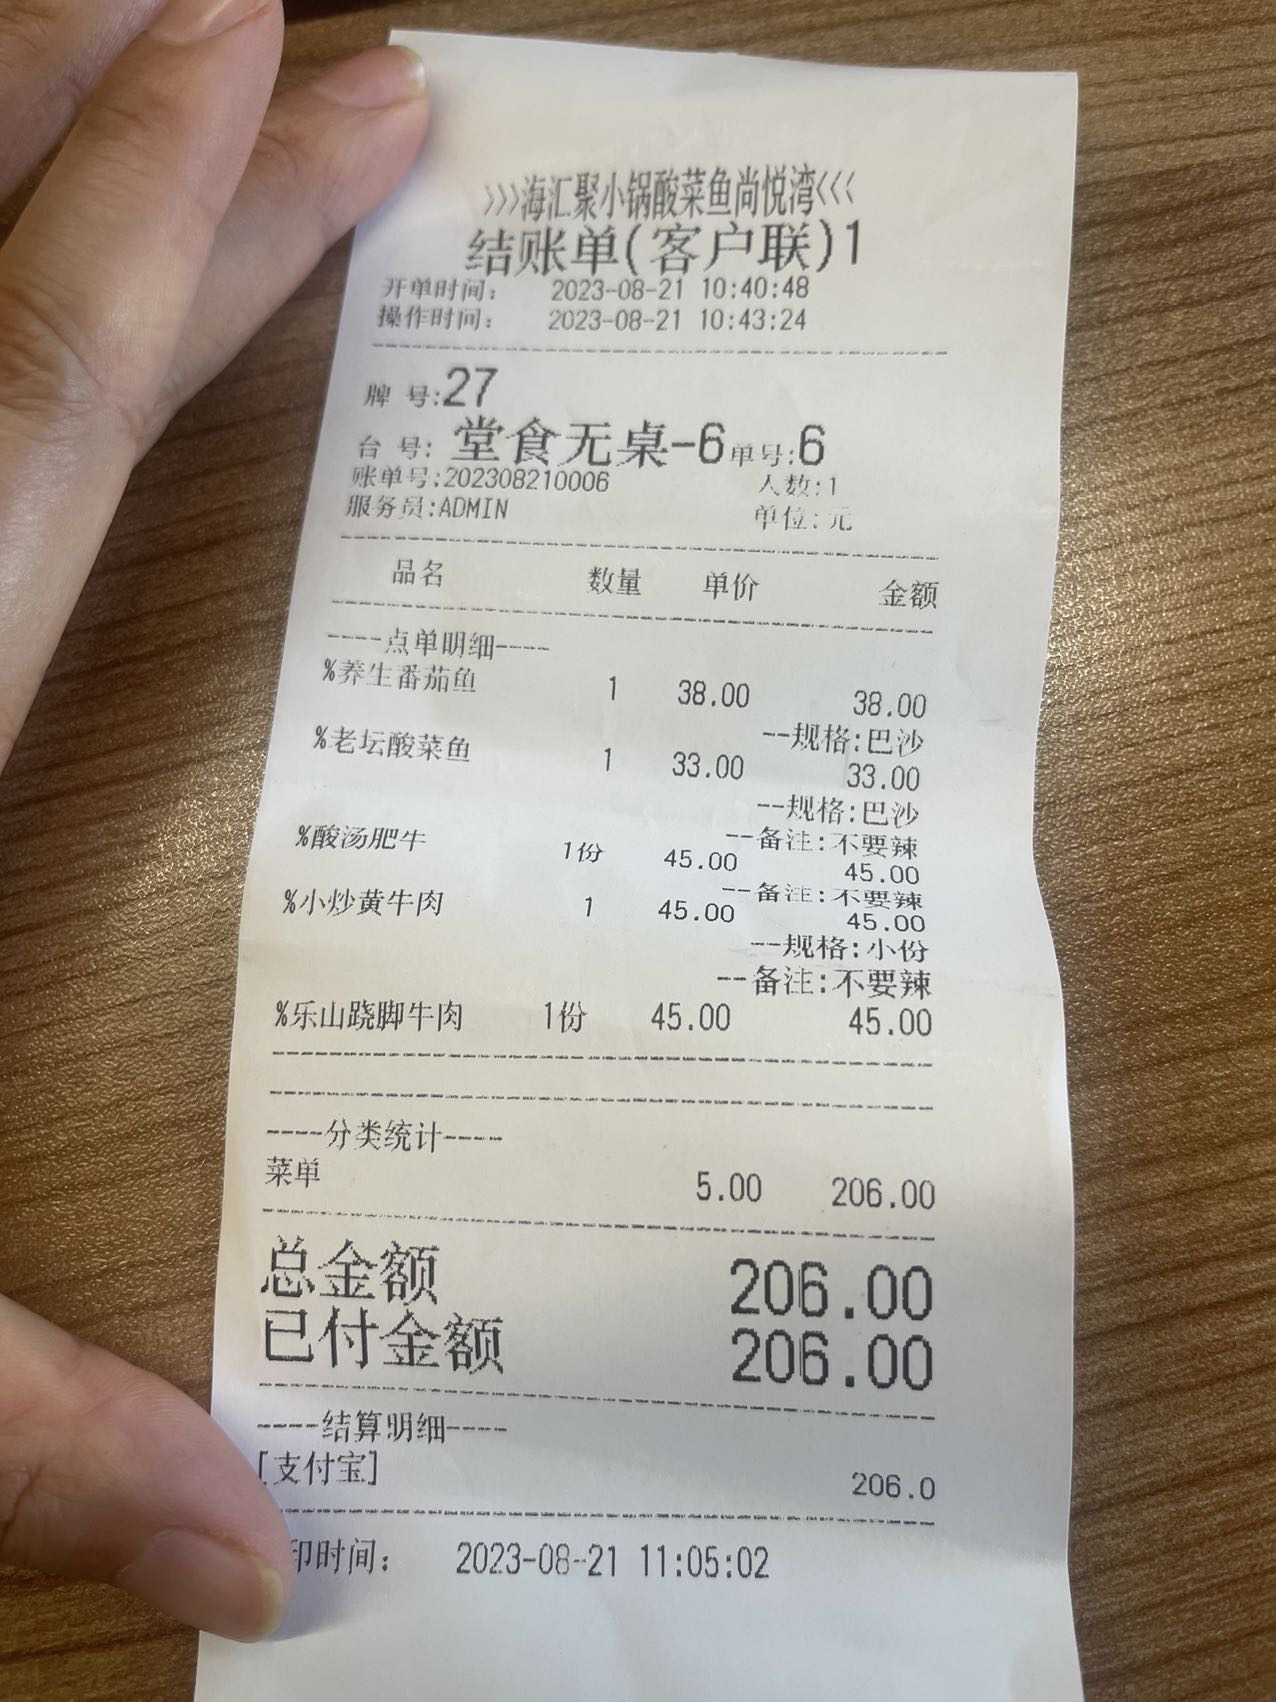 >>>海汇聚小锅酸菜鱼尚悦湾<<<
结账单(客户联)1
开单时间: 2023-08-21 10:40:48
操作时间: 2023-08-21 10:43:24
牌 号:27
台 号: 堂食无桌-6 单号:6
账单号:202308210006 人数:1
服务员:ADMIN 单位:元
品名 数量 单价 金额
----点单明细----
%养生番茄鱼 1 38.00 38.00
--规格:巴沙
%老坛酸菜鱼 1 33.00 33.00
--规格:巴沙
--备注:不要辣
%酸汤肥牛 1份 45.00 45.00
--备注:不要辣
%小炒黄牛肉 1 45.00 45.00
--规格:小份
--备注:不要辣
%乐山跷脚牛肉 1份 45.00 45.00
----分类统计----
菜单 5.00 206.00
总金额 206.00
已付金额 206.00
----结算明细----
[支付宝] 206.0
印时间: 2023-08-21 11:05:02